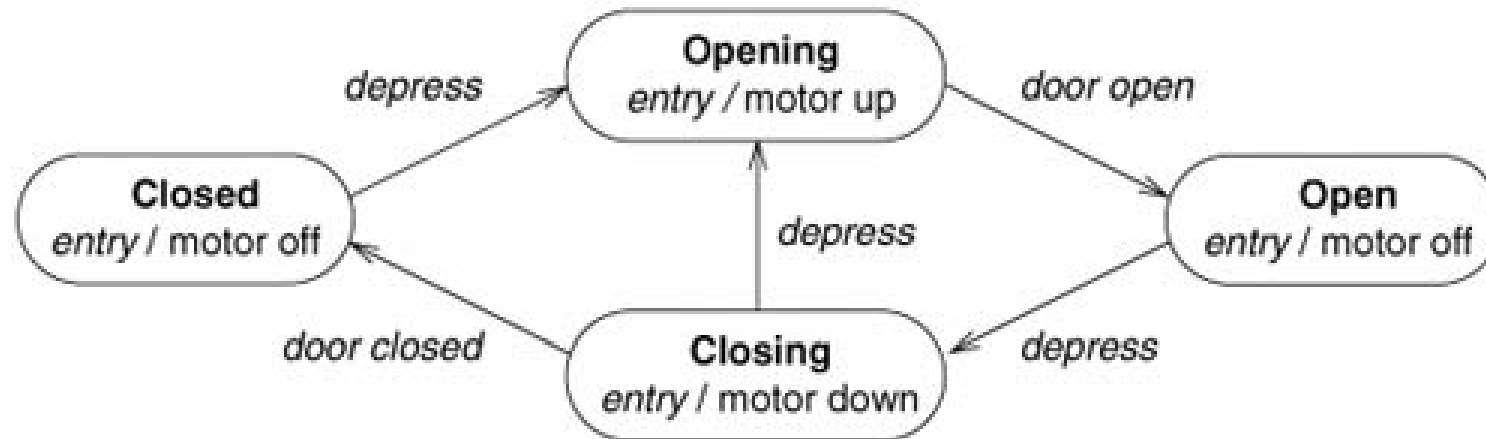 Opening
entry / motor up
depress
door open
Closed
entry / motor off
Open
entry / motor off
depress
door closed
depress
Closing
entry / motor down